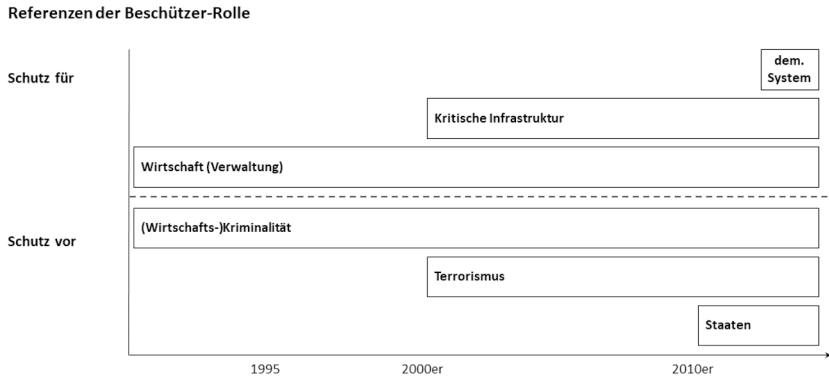 Referenzen der Beschützer-Rolle
dem.
System
Schutz für
Kritische Infrastruktur
Wirtschaft (Verwaltung)
(Wirtschafts-)Kriminalität
Schutz vor
Terrorismus
Staaten
1995 2000er 2010er